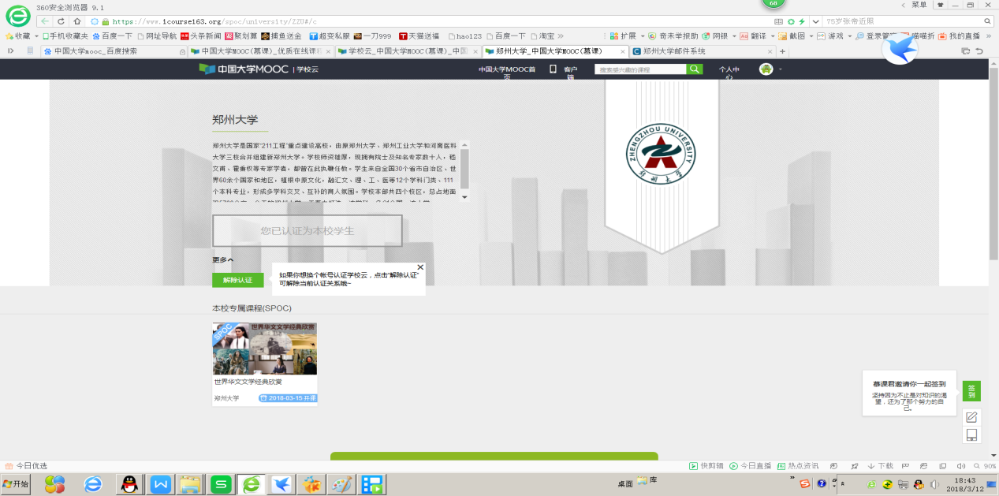 360安全浏览器 9.1
菜单
68
https://www.icourse163.org/spoc/university/ZZU#/c
75岁张帝近照
收藏 手机收藏夹 百度一下 网址导航 头条新闻 聚划算 捕鱼送金 超变私服 一刀999 天猫送福 hao123 百度一下 淘宝 扩展 奇未举报助 网银 翻译 截图 游戏 登录管 喵喵折 我的直播
中国大学mooc_百度搜索 中国大学MOOC(慕课)_优质在线课程 学校云_中国大学MOOC(慕课)_中国 郑州大学_中国大学MOOC(慕课) 郑州大学邮件系统
中国大学MOOC | 学校云 中国大学MOOC首页 客户端 搜索感兴趣的课程 个人中心
郑州大学
郑州大学是国家"211工程"重点建设高校，由原郑州大学、郑州工业大学和河南医科
大学三校合并组建新郑州大学。学校师资雄厚，现拥有院士及知名专家数十人，嵇
文甫、霍秉权等专家学者，都曾在此执鞭任教。学生来自全国30个省市自治区、世
界60余个国家和地区，植根中原文化，融汇文、理、工、医等12个学科门类、111
个本科专业，形成多学科交叉、互补的育人氛围。学校本部共四个校区，总占地面
ZHENGZHOU UNIVERSITY
郑州大学
您已认证为本校学生
更多
解除认证
如果你想换个帐号认证学校云，点击"解除认证"
可解除当前认证关系哦~
本校专属课程(SPOC)
SPOC
世界华文文学经典欣赏
世界华文文学经典欣赏
郑州大学 2018-03-15 开课
慕课君邀请你一起签到
坚持因为不止是对知识的渴
望，还为了那个努力的自
己。
签到
今日优选 快剪辑 今日直播 热点资讯 下载 90%
开始 桌面 库 18:43
2018/3/12